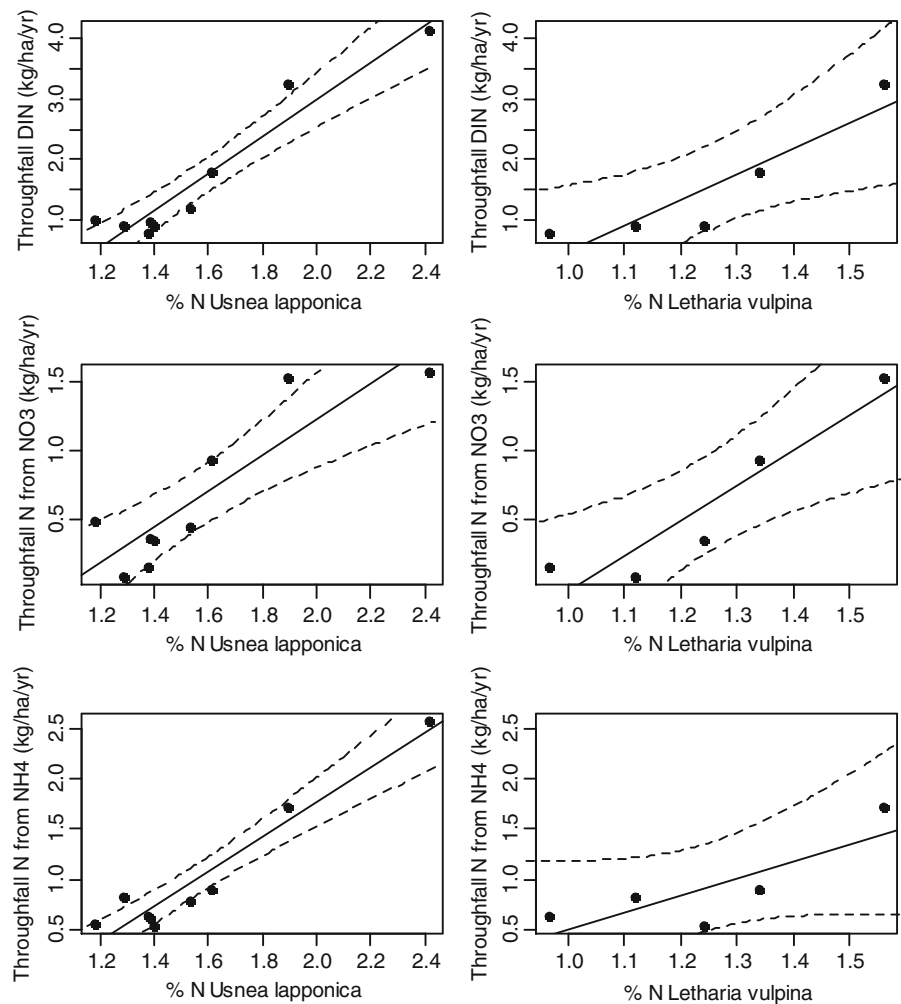 Throughfall DIN (kg/ha/yr)
1.0 2.0 3.0 4.0
1.2 1.4 1.6 1.8 2.0 2.2 2.4
% N Usnea lapponica
Throughfall DIN (kg/ha/yr)
1.0 2.0 3.0 4.0
1.0 1.1 1.2 1.3 1.4 1.5
% N Letharia vulpina
Throughfall N from NO3 (kg/ha/yr)
0.5 1.0 1.5
1.2 1.4 1.6 1.8 2.0 2.2 2.4
% N Usnea lapponica
Throughfall N from NO3 (kg/ha/yr)
0.5 1.0 1.5
1.0 1.1 1.2 1.3 1.4 1.5
% N Letharia vulpina
Throughfall N from NH4 (kg/ha/yr)
0.5 1.0 1.5 2.0 2.5
1.2 1.4 1.6 1.8 2.0 2.2 2.4
% N Usnea lapponica
Throughfall N from NH4 (kg/ha/yr)
0.5 1.0 1.5 2.0 2.5
1.0 1.1 1.2 1.3 1.4 1.5
% N Letharia vulpina